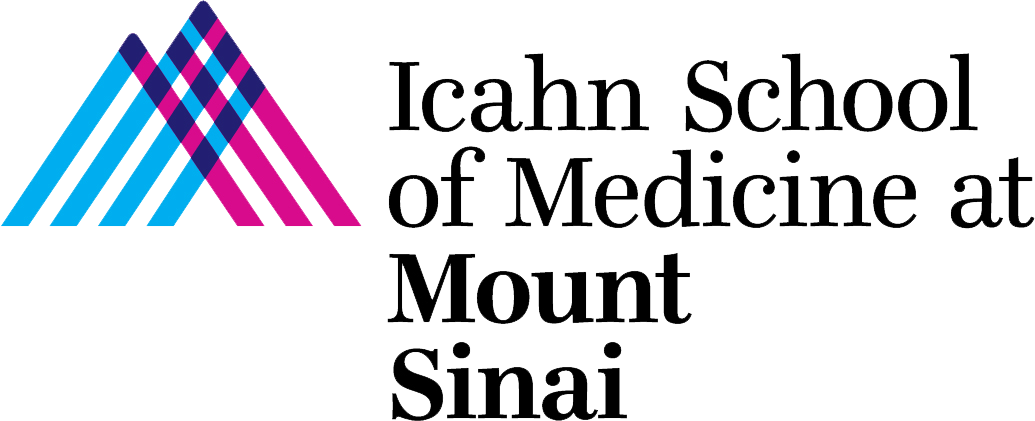 Icahn School
of Medicine at
Mount
Sinai